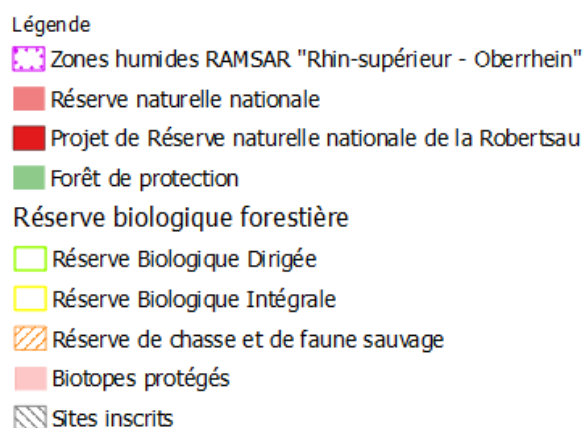 Légende
Zones humides RAMSAR "Rhin-supérieur - Oberrhein"
Réserve naturelle nationale
Projet de Réserve naturelle nationale de la Robertsau
Forêt de protection
Réserve biologique forestière
Réserve Biologique Dirigée
Réserve Biologique Intégrale
Réserve de chasse et de faune sauvage
Biotopes protégés
Sites inscrits